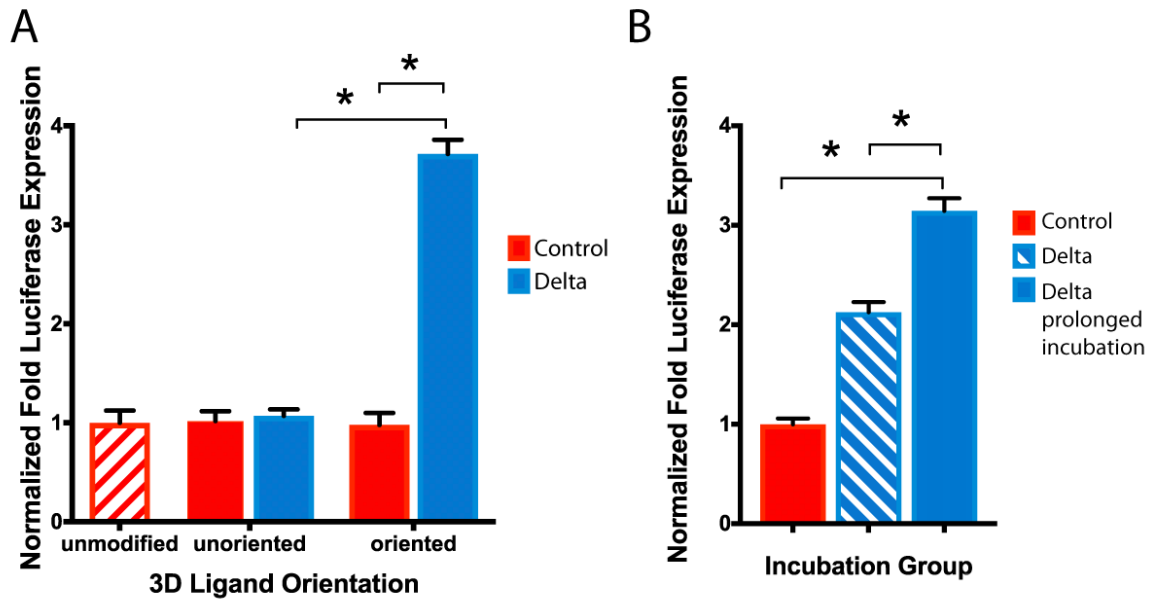 A
Normalized Fold Luciferase Expression
*
*
4
3
2
1
0
unmodified
unoriented
oriented
3D Ligand Orientation
Control
Delta
B
Normalized Fold Luciferase Expression
*
*
4
3
2
1
0
Incubation Group
Control
Delta
Delta
prolonged
incubation